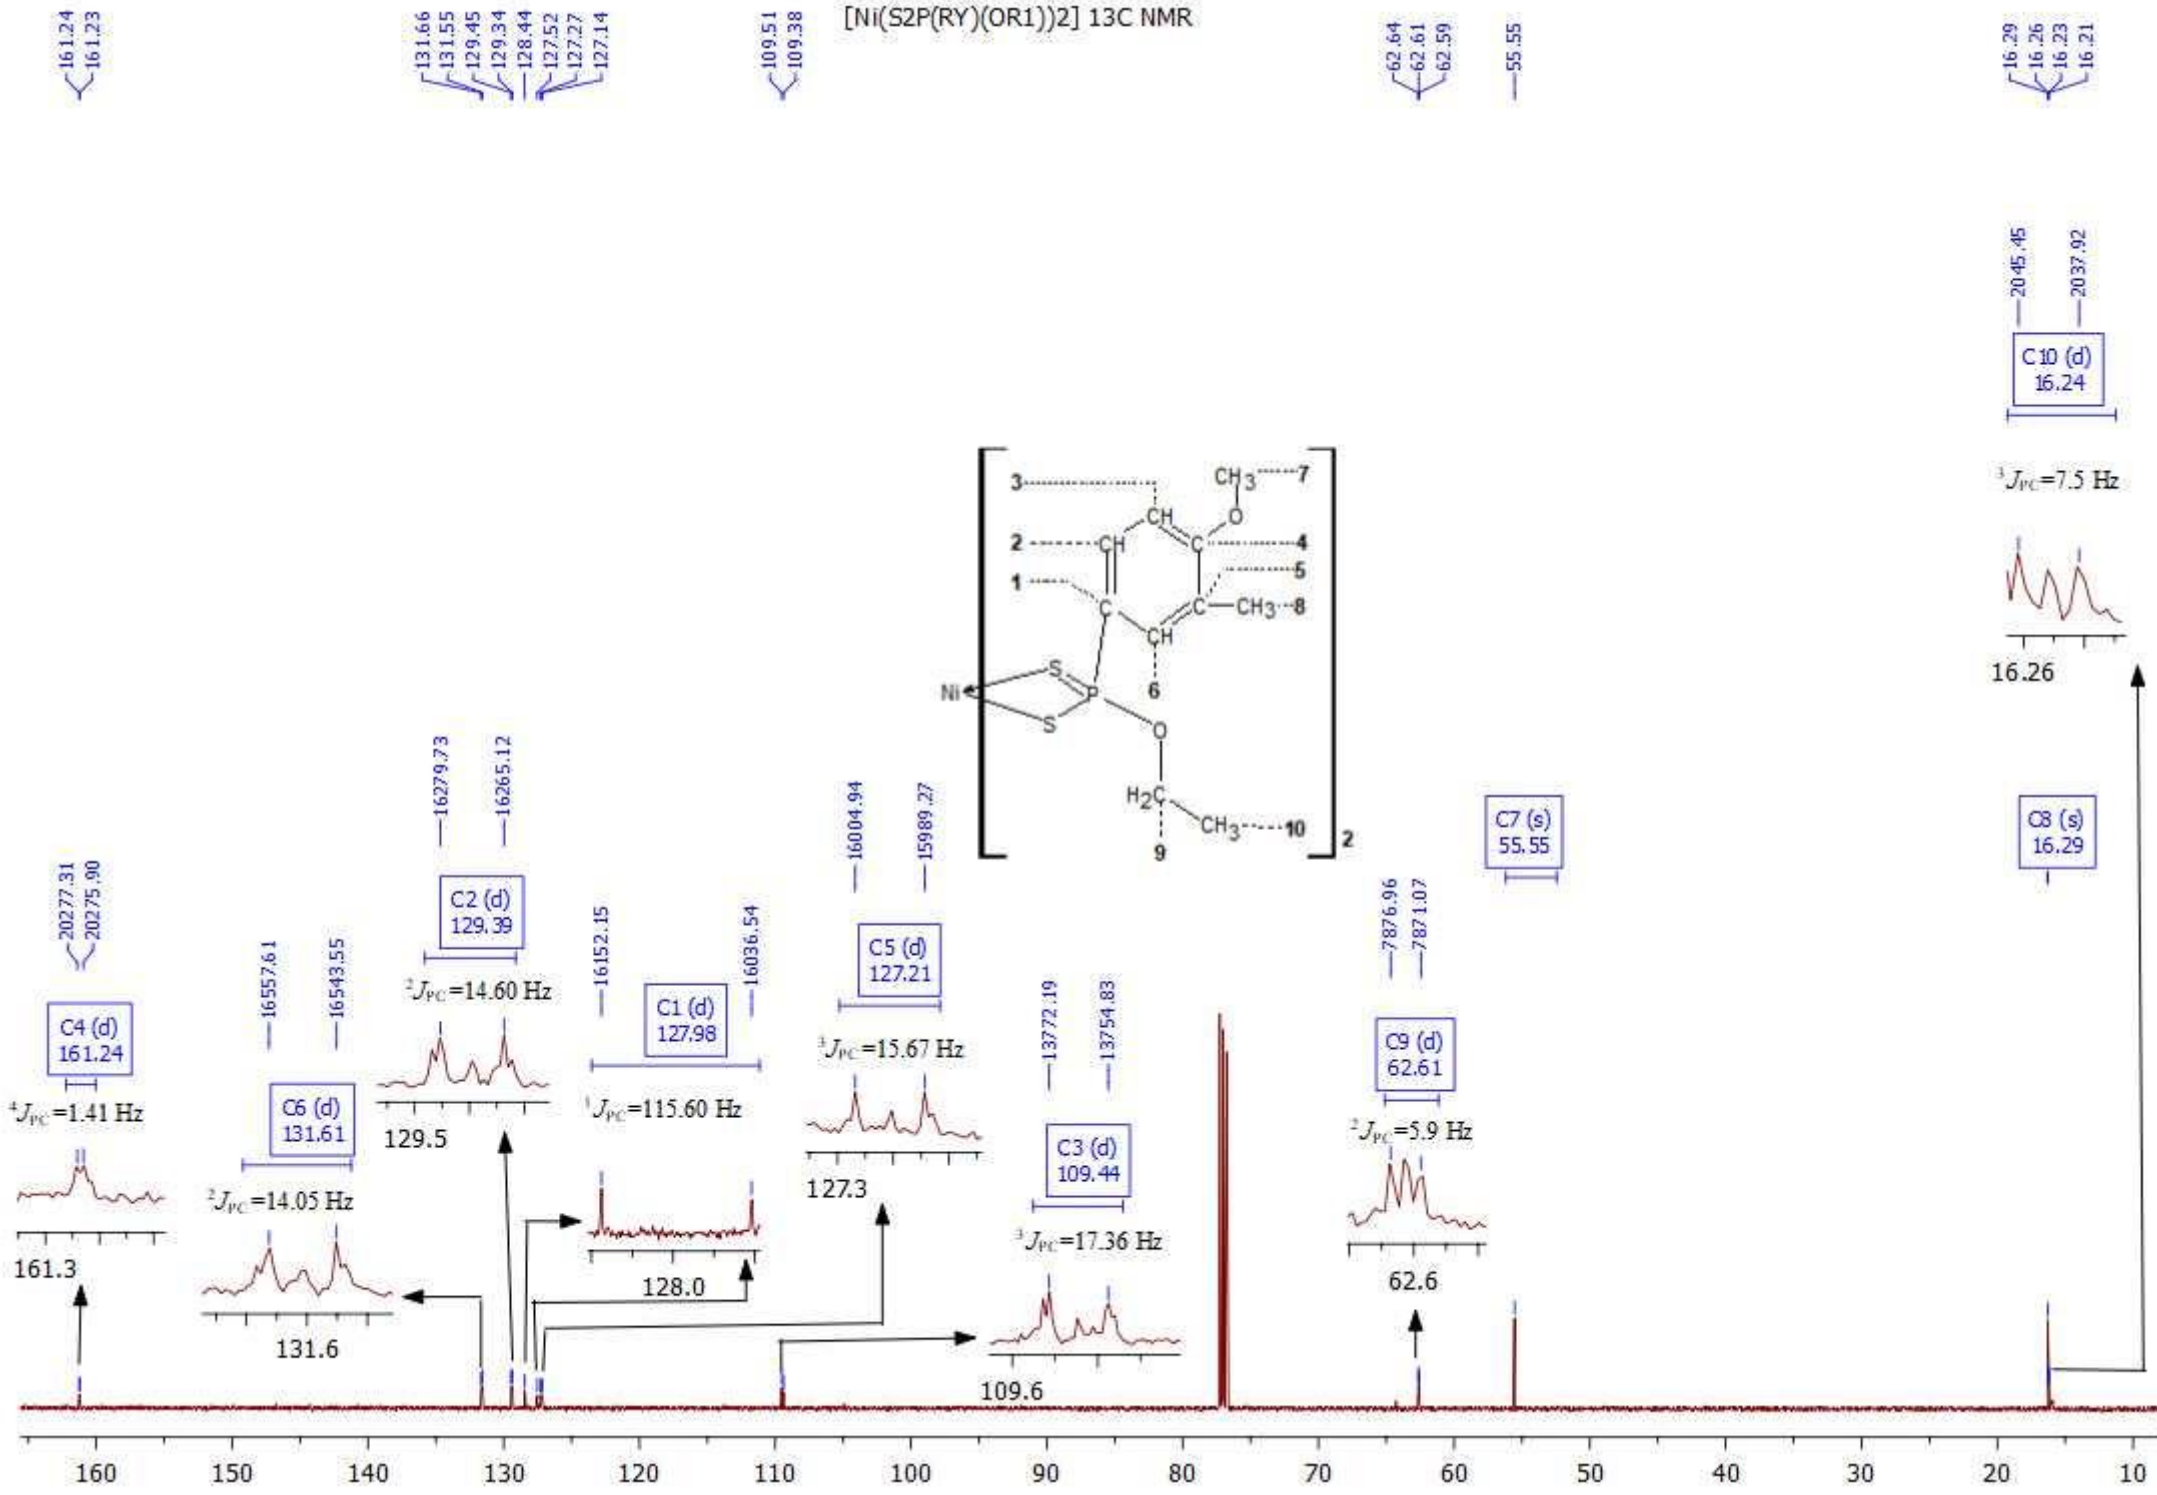 [Ni(S2P(RY)(OR1))2] 13C NMR
161.24
161.23
131.66
131.55
129.45
129.34
128.44
127.52
127.27
127.14
109.51
109.38
62.64
62.61
62.59
55.55
16.29
16.26
16.23
16.21
2045.45
2037.92
C10 (d)
16.24
3JPC=7.5 Hz
16.26
3
CH3
7
CH
O
2
CH
C
4
1
5
C
C
CH3
8
CH
S
Ni
P
6
S
O
H2C
CH3
10
2
9
C7 (s)
55.55
C8 (s)
16.29
20277.31
20275.90
C4 (d)
161.24
4JPC=1.41 Hz
161.3
16557.61
16543.55
C6 (d)
131.61
2JPC=14.05 Hz
131.6
16279.73
16265.12
C2 (d)
129.39
2JPC=14.60 Hz
129.5
16152.15
16036.54
C1 (d)
127.98
1JPC=115.60 Hz
128.0
16004.94
15989.27
C5 (d)
127.21
3JPC=15.67 Hz
127.3
13772.19
13754.83
C3 (d)
109.44
3JPC=17.36 Hz
109.6
7876.96
7871.07
C9 (d)
62.61
2JPC=5.9 Hz
62.6
160 150 140 130 120 110 100 90 80 70 60 50 40 30 20 10